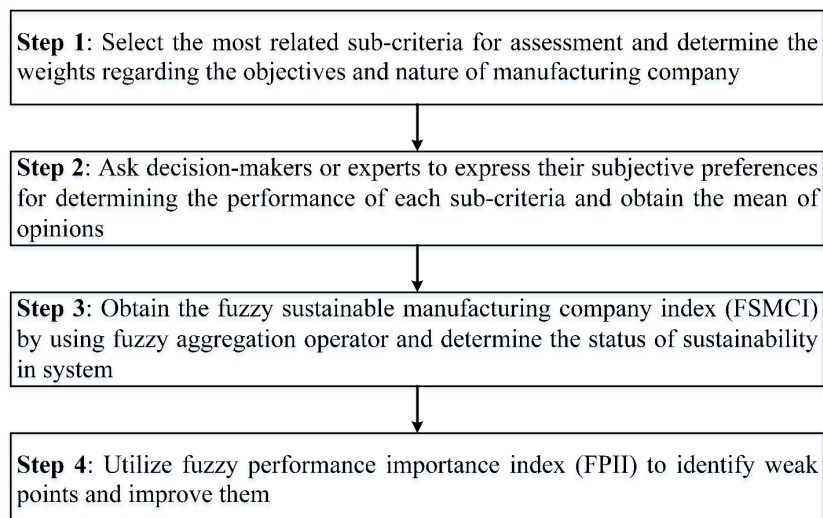 Step 1: Select the most related sub-criteria for assessment and determine the
weights regarding the objectives and nature of manufacturing company
Step 2: Ask decision-makers or experts to express their subjective preferences
for determining the performance of each sub-criteria and obtain the mean of
opinions
Step 3: Obtain the fuzzy sustainable manufacturing company index (FSMCI)
by using fuzzy aggregation operator and determine the status of sustainability
in system
Step 4: Utilize fuzzy performance importance index (FPII) to identify weak
points and improve them